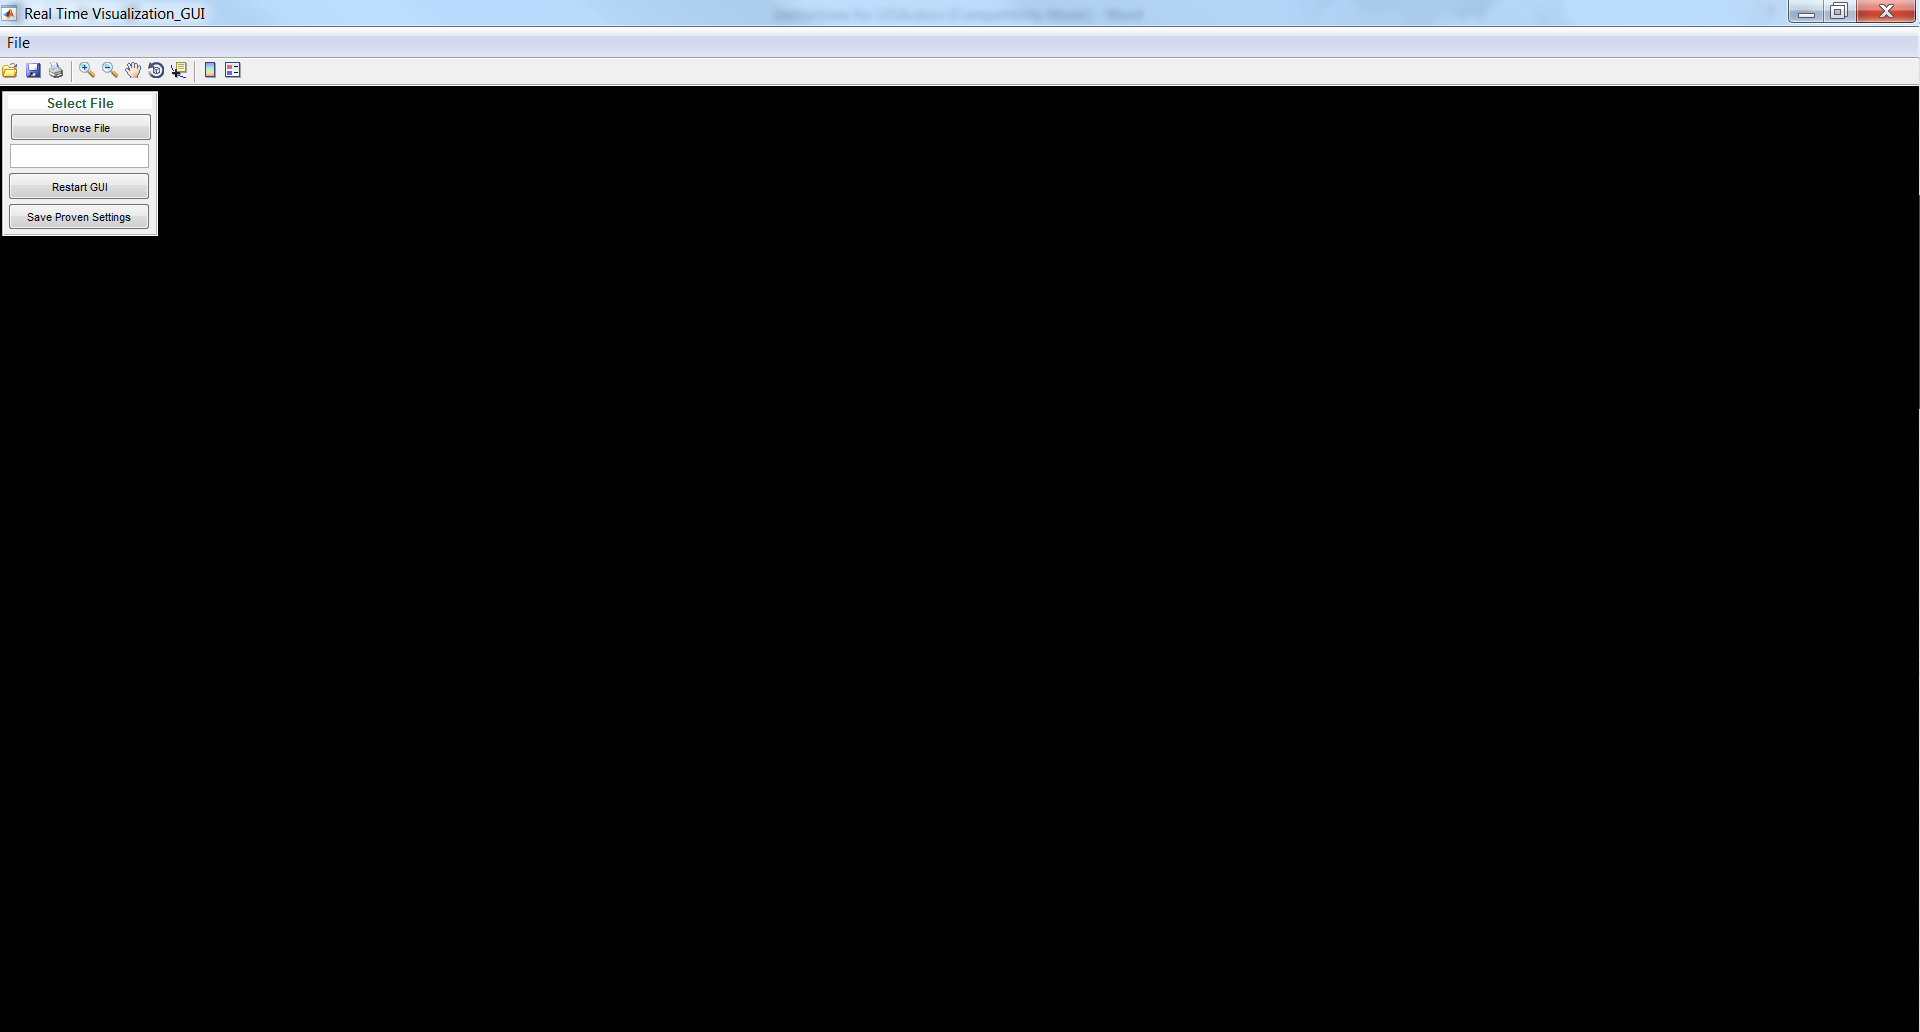 Real Time Visualization_GUI
File
Select File
Browse File
Restart GUI
Save Proven Settings